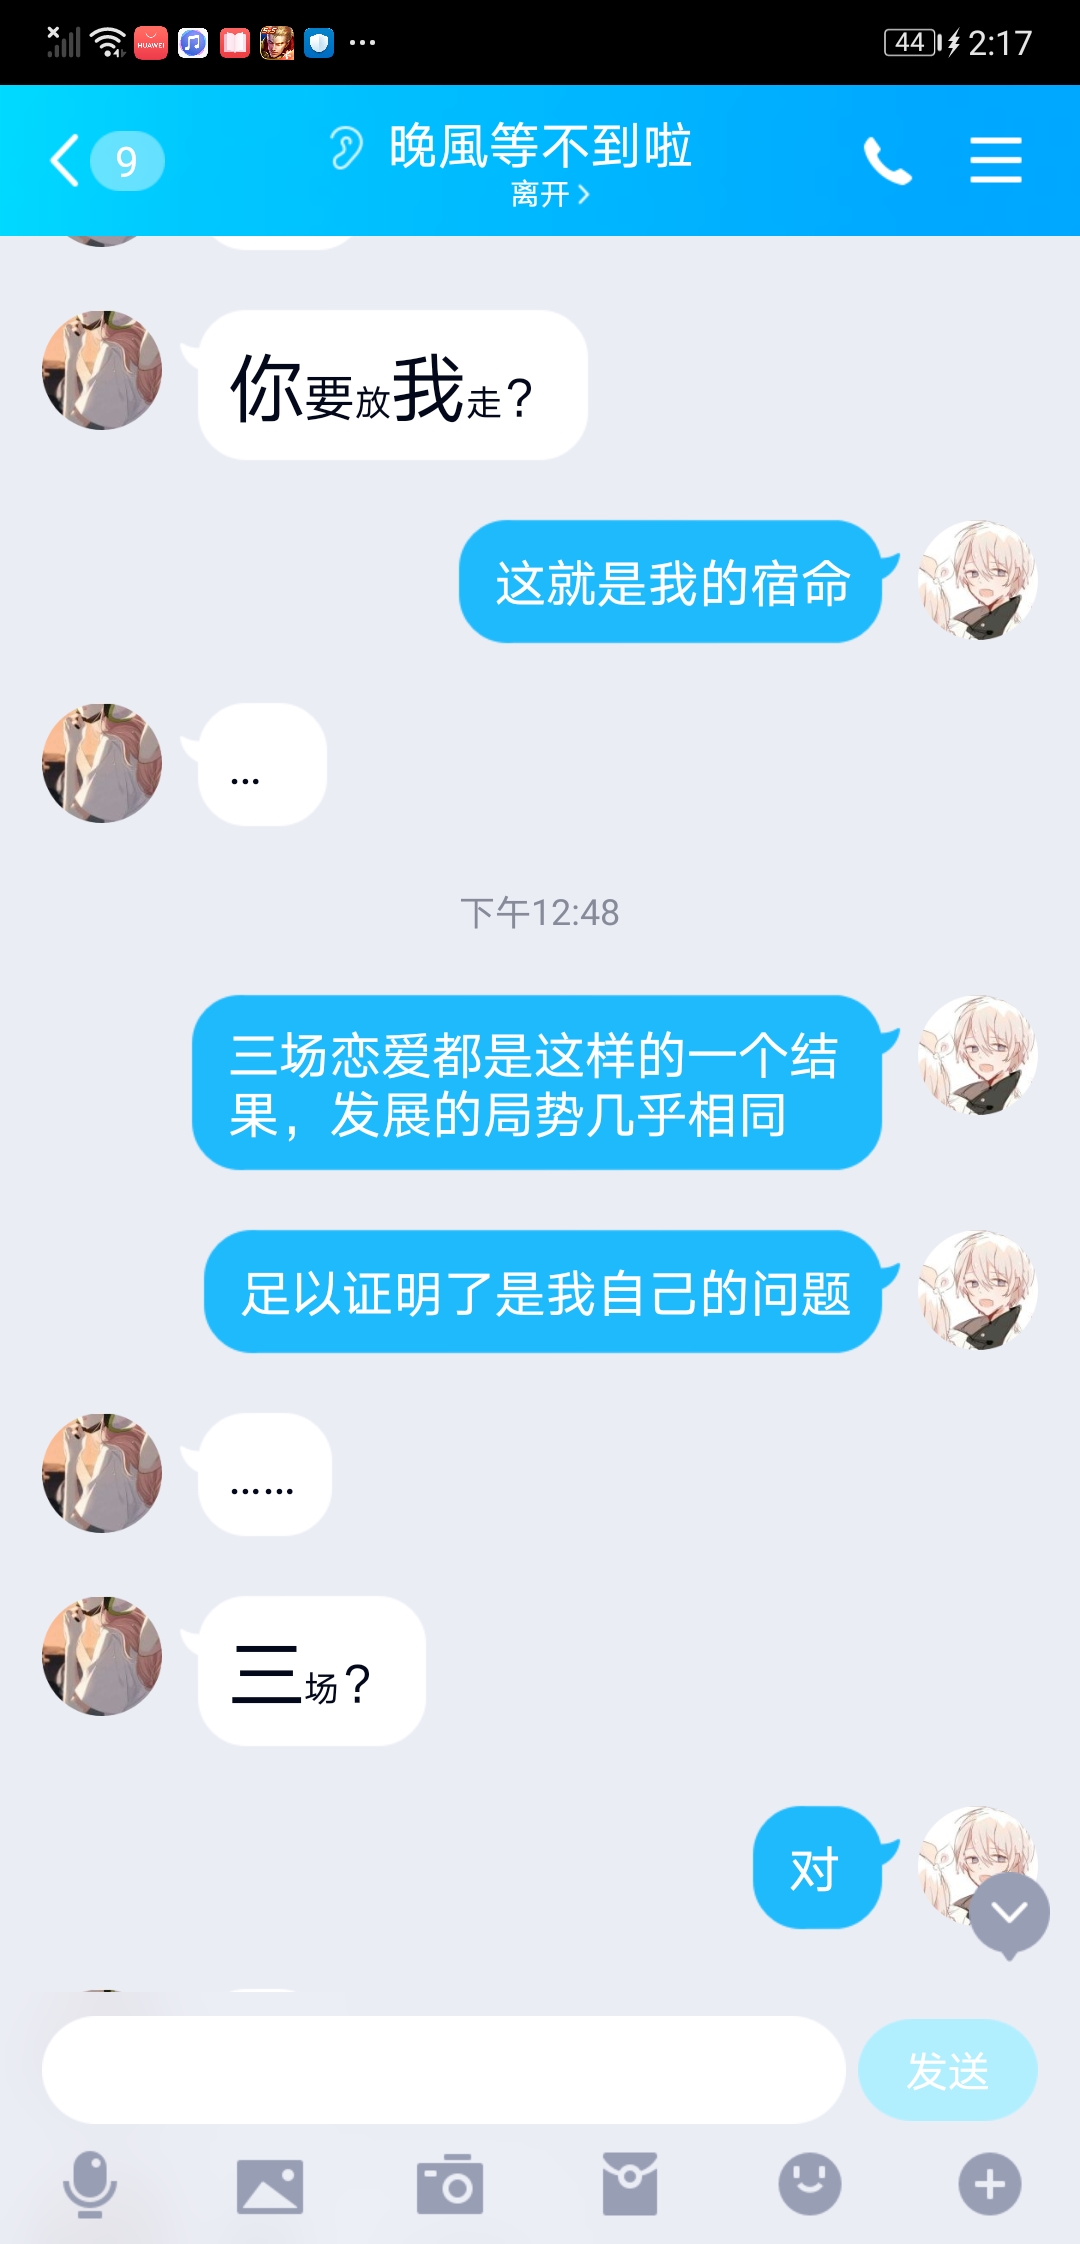 HUAWEI
44
2:17
9
晚風等不到啦
离开
你要放我走?
这就是我的宿命
...
下午12:48
三场恋爱都是这样的一个结
果，发展的局势几乎相同
足以证明了是我自己的问题
......
三场?
对
发送